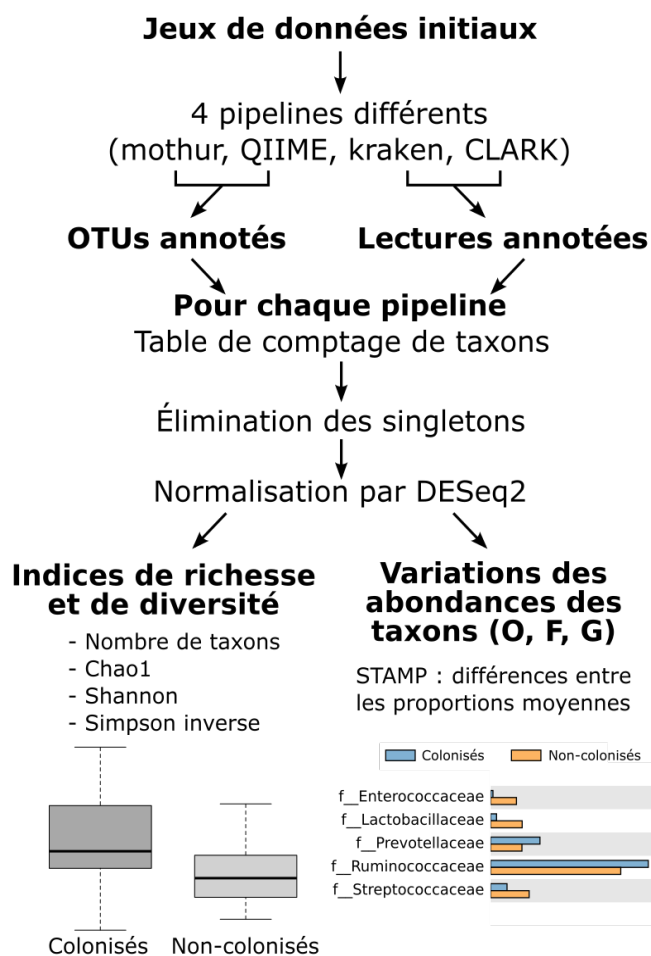 Jeux de données initiaux
4 pipelines différents
(mothur, QIIME, kraken, CLARK)
OTUs annotés
Lectures annotées
Pour chaque pipeline
Table de comptage de taxons
Élimination des singletons
Normalisation par DESeq2
Indices de richesse
et de diversité
- Nombre de taxons
- Chao1
- Shannon
- Simpson inverse
Colonisés
Non-colonisés
Variations des
abondances des
taxons (O, F, G)
STAMP : différences entre
les proportions moyennes
Colonisés
Non-colonisés
f__Enterococcaceae
f__Lactobacillaceae
f__Prevotellaceae
f__Ruminococcaceae
f__Streptococcaceae